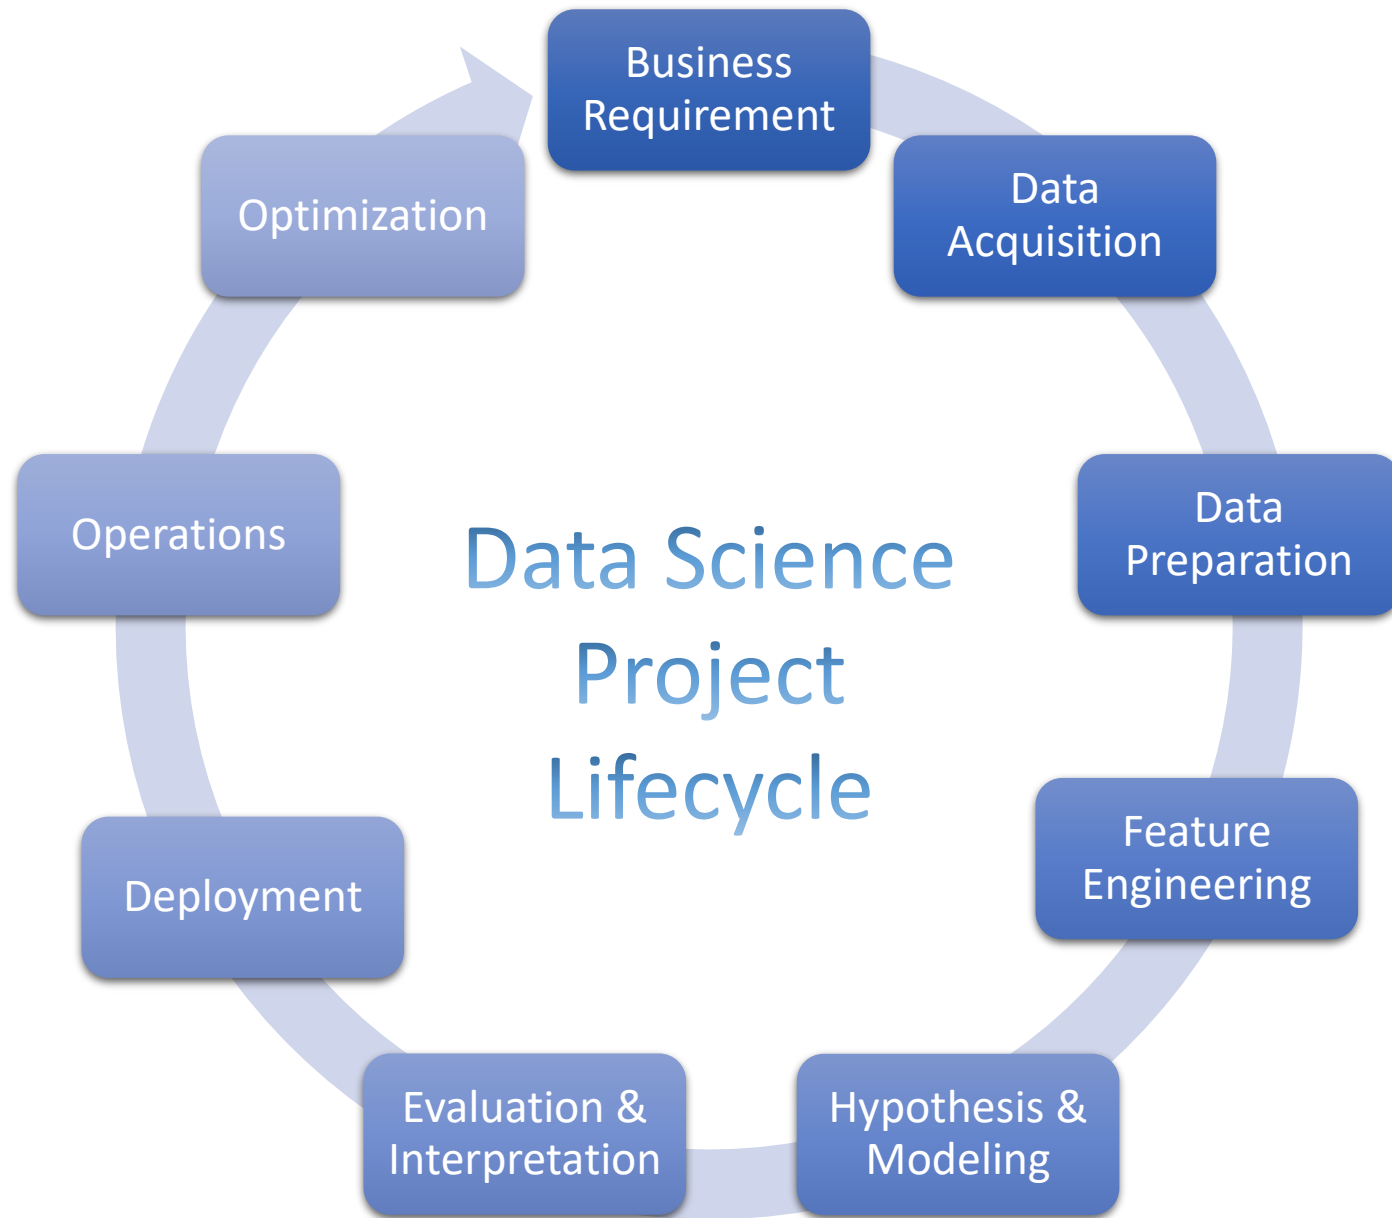 Business
Requirement
Data
Acquisition
Data
Preparation
Feature
Engineering
Hypothesis &
Modeling
Evaluation &
Interpretation
Deployment
Operations
Optimization
Data Science
Project
Lifecycle